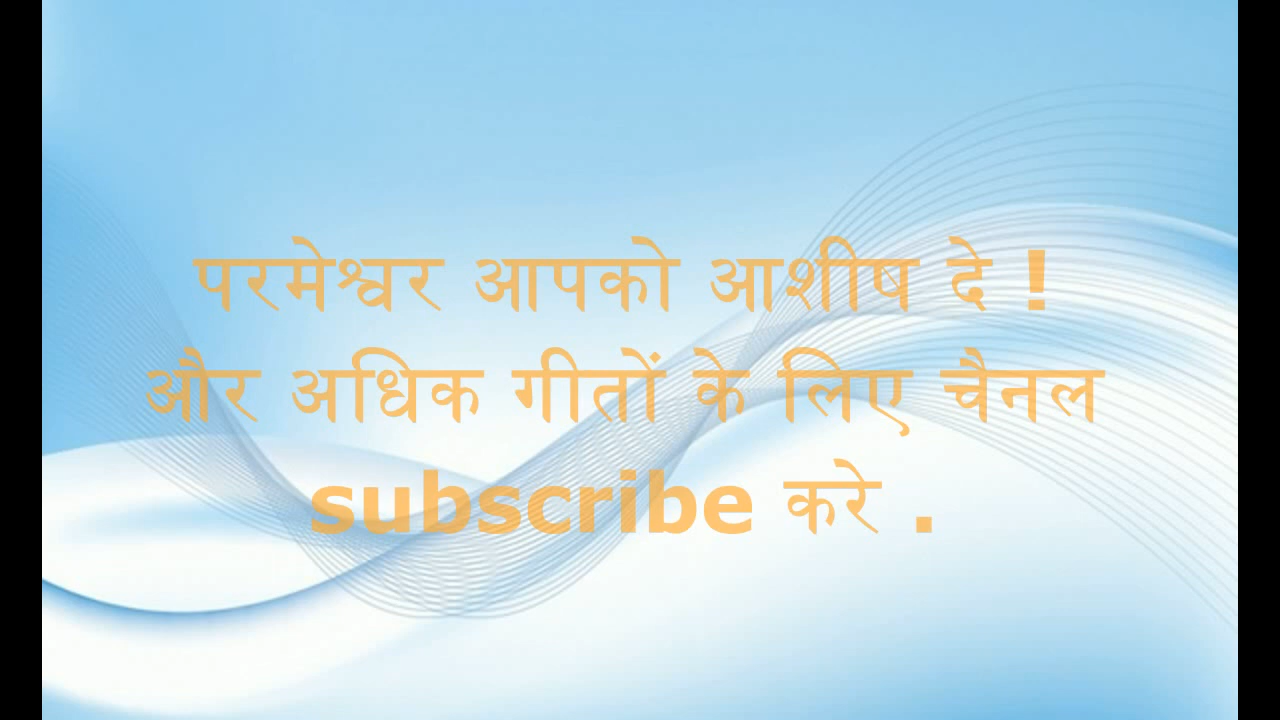 परमेश्वर आपको आशीष दे !
और अधिक गीतों के लिए चैनल
subscribe करे .